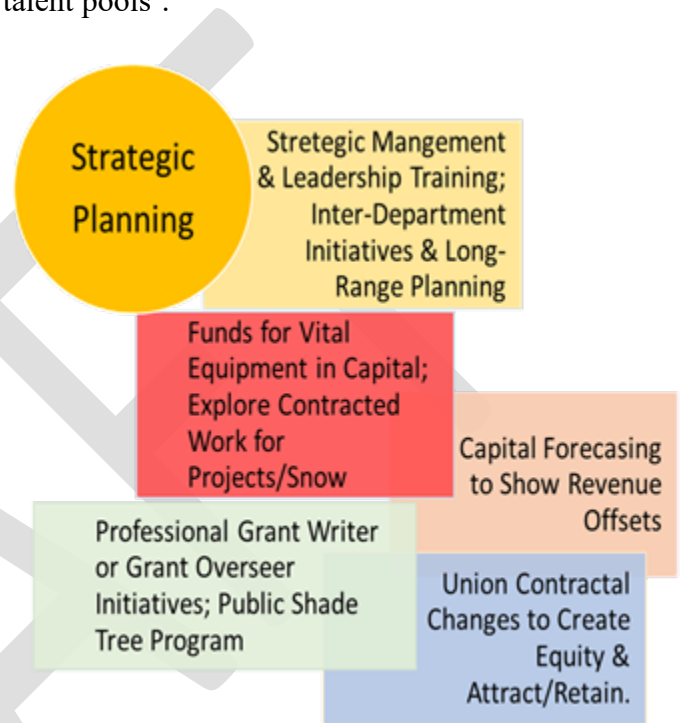 talent pools".
Strategic
Planning
Stretegic Mangement
& Leadership Training;
Inter-Department
Initiatives & Long-
Range Planning
Funds for Vital
Equipment in Capital;
Explore Contracted
Work for
Projects/Snow
Capital Forecasing
to Show Revenue
Offsets
Professional Grant Writer
or Grant Overseer
Initiatives; Public Shade
Tree Program
Union Contractal
Changes to Create
Equity &
Attract/Retain.